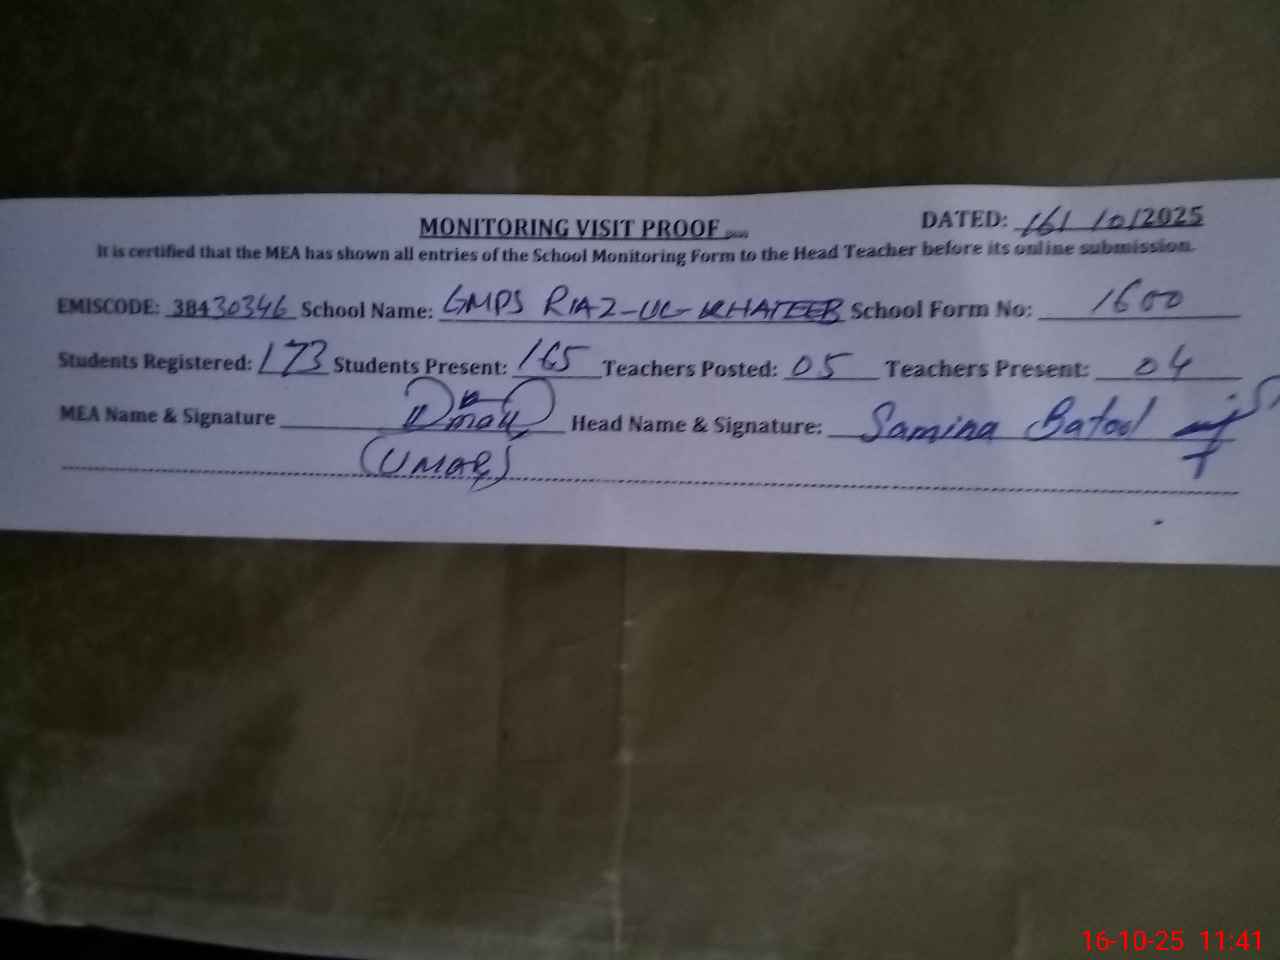 MONITORING VISIT PROOF DATED: 16/10/2025
It is certified that the MEA has shown all entries of the School Monitoring Form to the Head Teacher before its online submission.
EMISCODE: 38430346 School Name: GMPS RIAZ-UL- KHATEEB School Form No: 1600
Students Registered: 173 Students Present: 165 Teachers Posted: 05 Teachers Present: 04
MEA Name & Signature Head Name & Signature: Samina Batool
(UMAR)
16-10-25 11:41